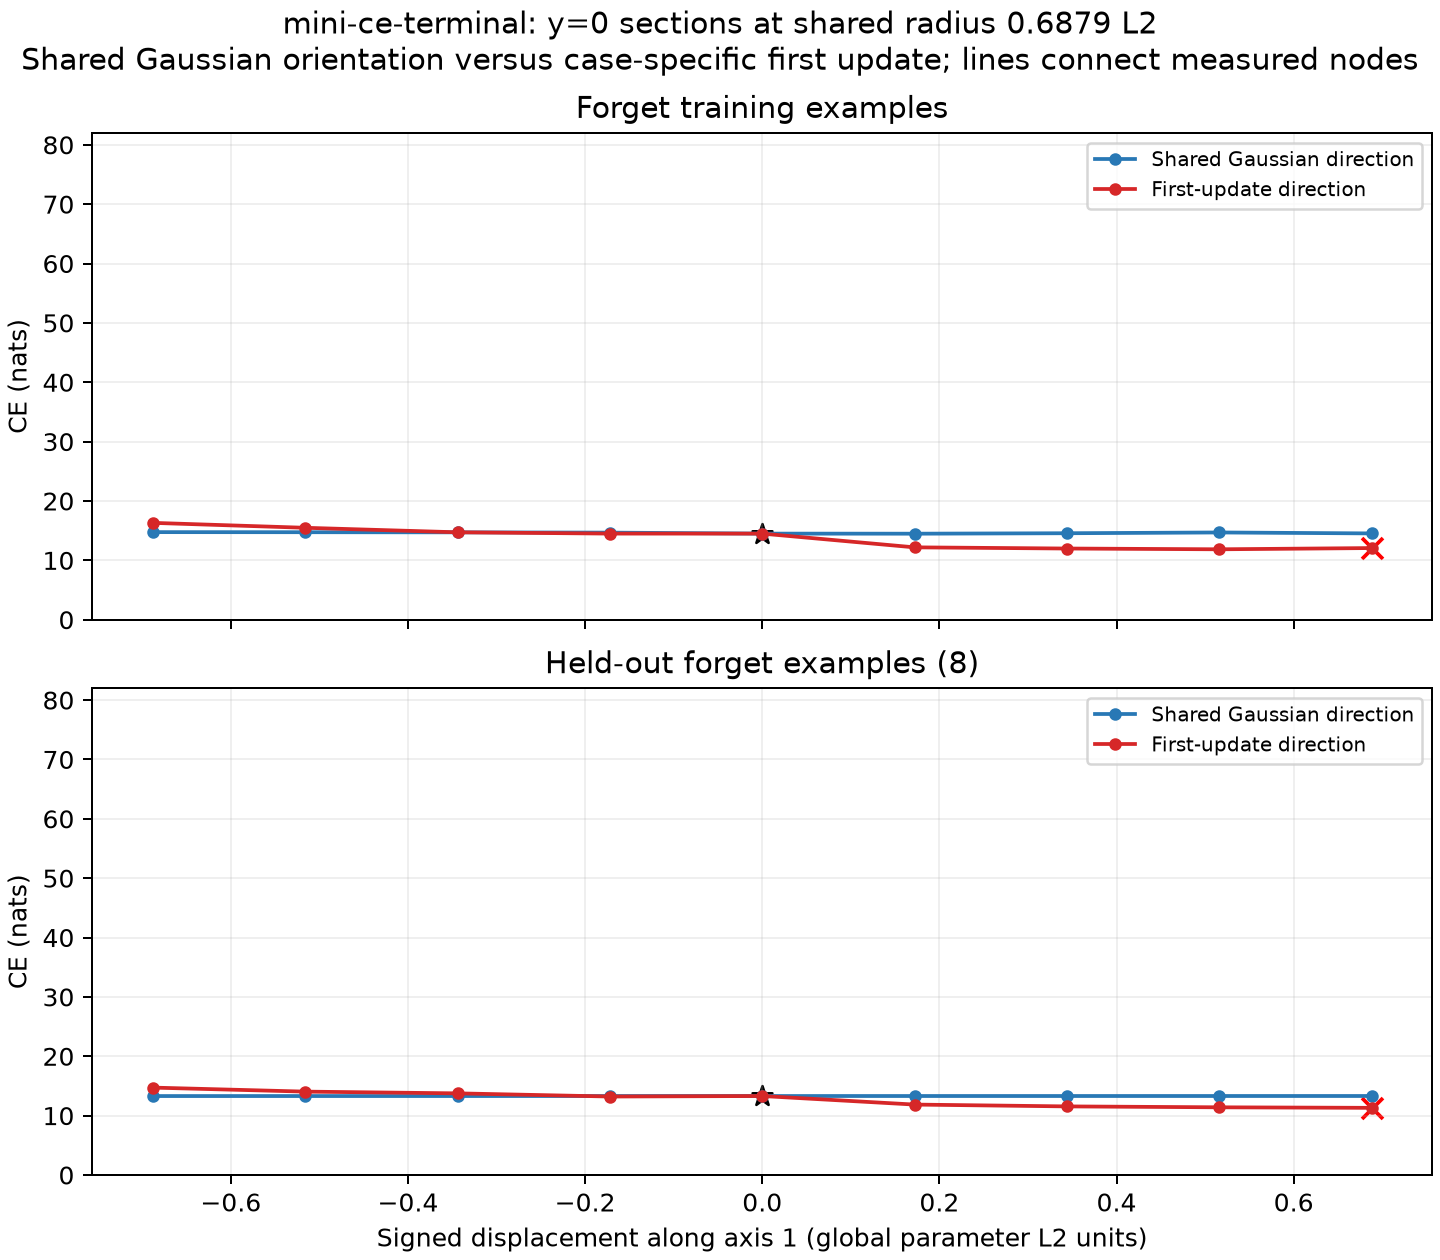 mini-ce-terminal: y=0 sections at shared radius 0.6879 L2
Shared Gaussian orientation versus case-specific first update; lines connect measured nodes
Forget training examples
80
70
60
50
40
30
20
10
0
CE (nats)
Shared Gaussian direction
First-update direction
Held-out forget examples (8)
80
70
60
50
40
30
20
10
0
CE (nats)
Shared Gaussian direction
First-update direction
−0.6 −0.4 −0.2 0.0 0.2 0.4 0.6
Signed displacement along axis 1 (global parameter L2 units)